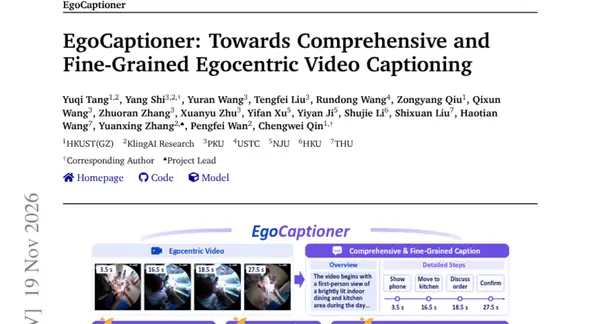 EgoCaptioner
EgoCaptioner: Towards Comprehensive and
Fine-Grained Egocentric Video Captioning
Yuqi Tang1,2, Yang Shi3,2,†, Yuran Wang3, Tengfei Liu3, Rundong Wang4, Zongyang Qiu1, Qixun
Wang3, Zhuoran Zhang3, Xuanyu Zhu3, Yifan Xu5, Yiyan Ji5, Shujie Li6, Shixuan Liu7, Haotian
Wang7, Yuanxing Zhang2,♠, Pengfei Wan2, Chengwei Qin1,†
1HKUST(GZ) 2KlingAI Research 3PKU 4USTC 5NJU 6HKU 7THU
†Corresponding Author ♠Project Lead
Homepage Code Model
V] 19 Nov 2026
EgoCaptioner
Egocentric Video
3.5 s 16.5 s 18.5 s 27.5 s
Comprehensive & Fine-Grained Caption
Overview
The video begins with
a first-person view of
a brightly lit indoor
dining and kitchen
area during the day...
Detailed Steps
Show phone
Move to kitchen
Discuss order
Confirm
3.5 s 16.5 s 18.5 s 27.5 s